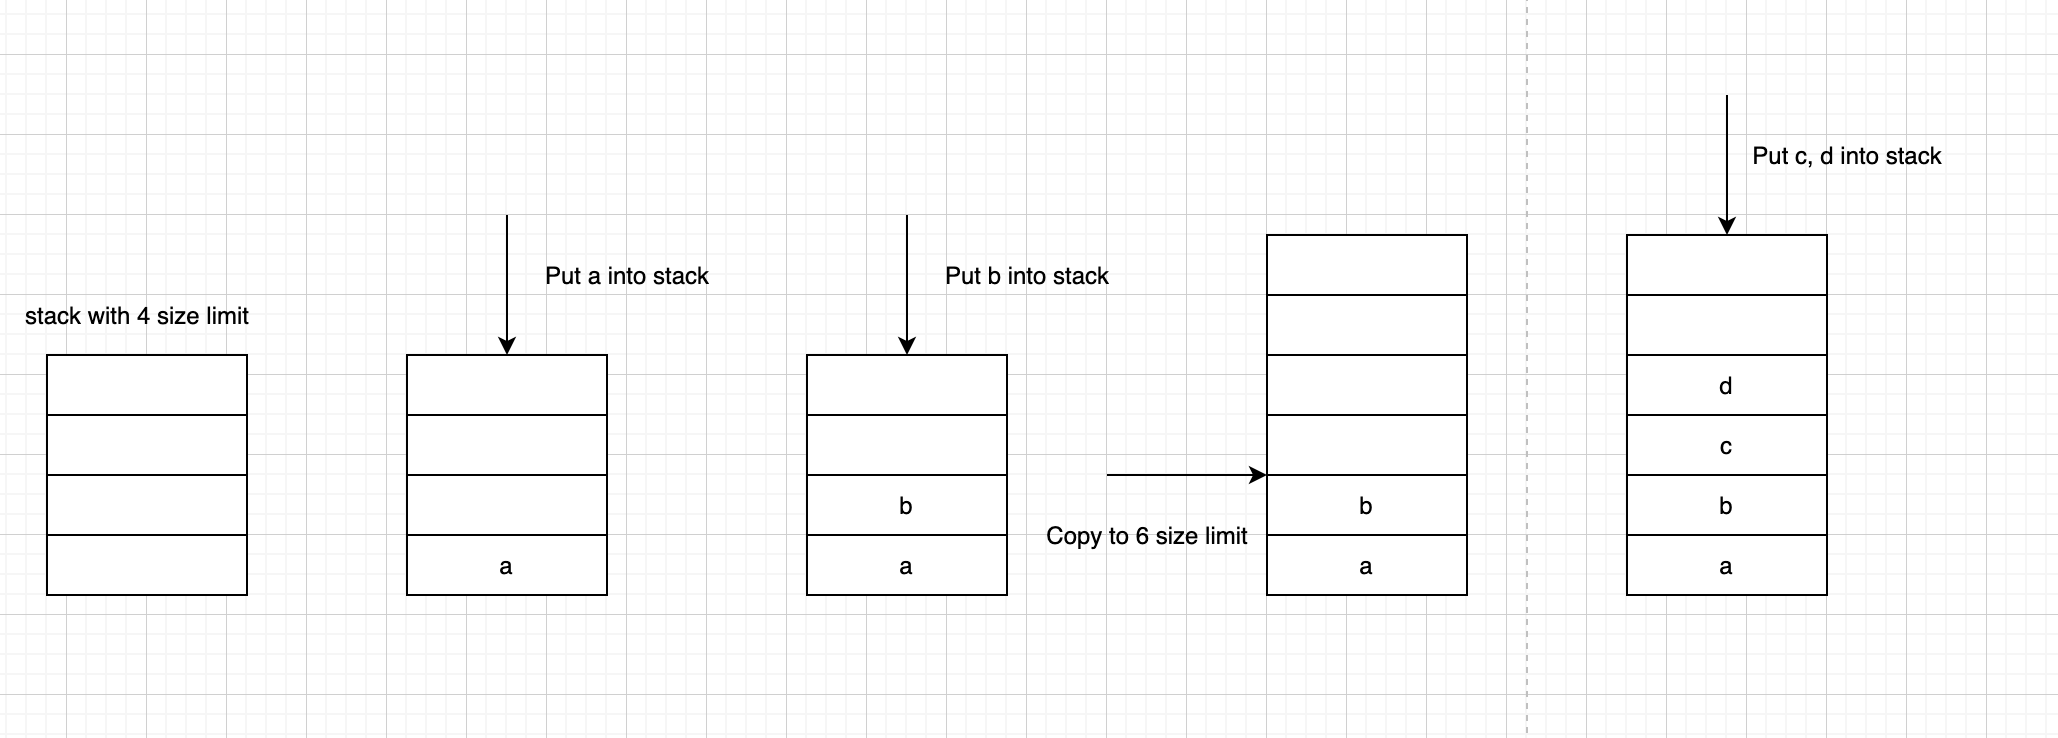 stack with 4 size limit
Put a into stack
a
Put b into stack
b
a
Copy to 6 size limit
b
a
Put c, d into stack
d
c
b
a